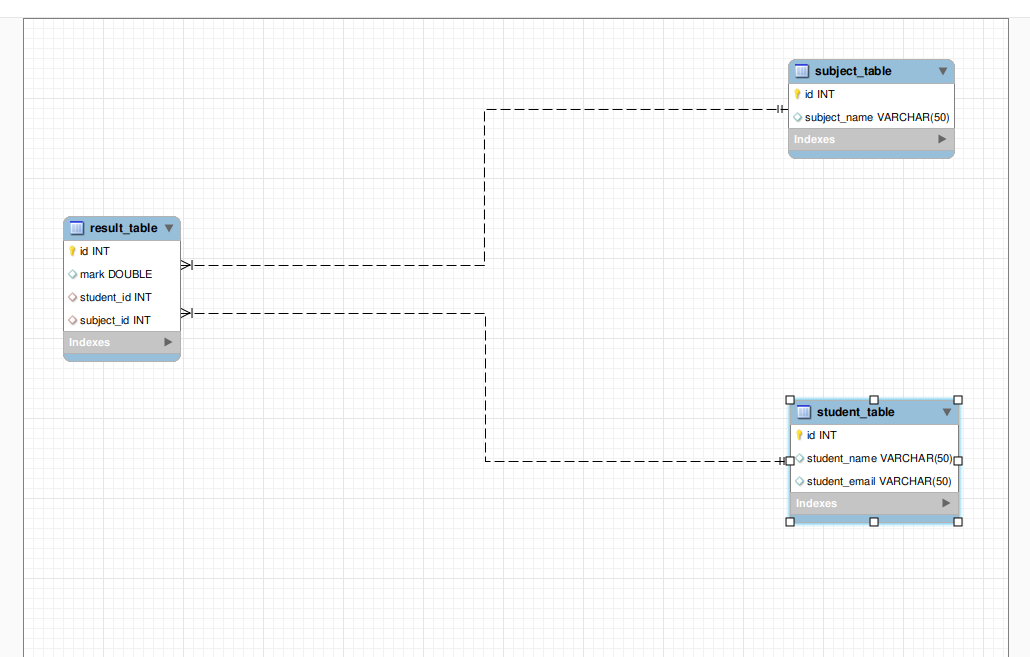 subject_table
id INT
subject_name VARCHAR(50)
Indexes
result_table
id INT
mark DOUBLE
student_id INT
subject_id INT
Indexes
student_table
id INT
student_name VARCHAR(50)
student_email VARCHAR(50)
Indexes